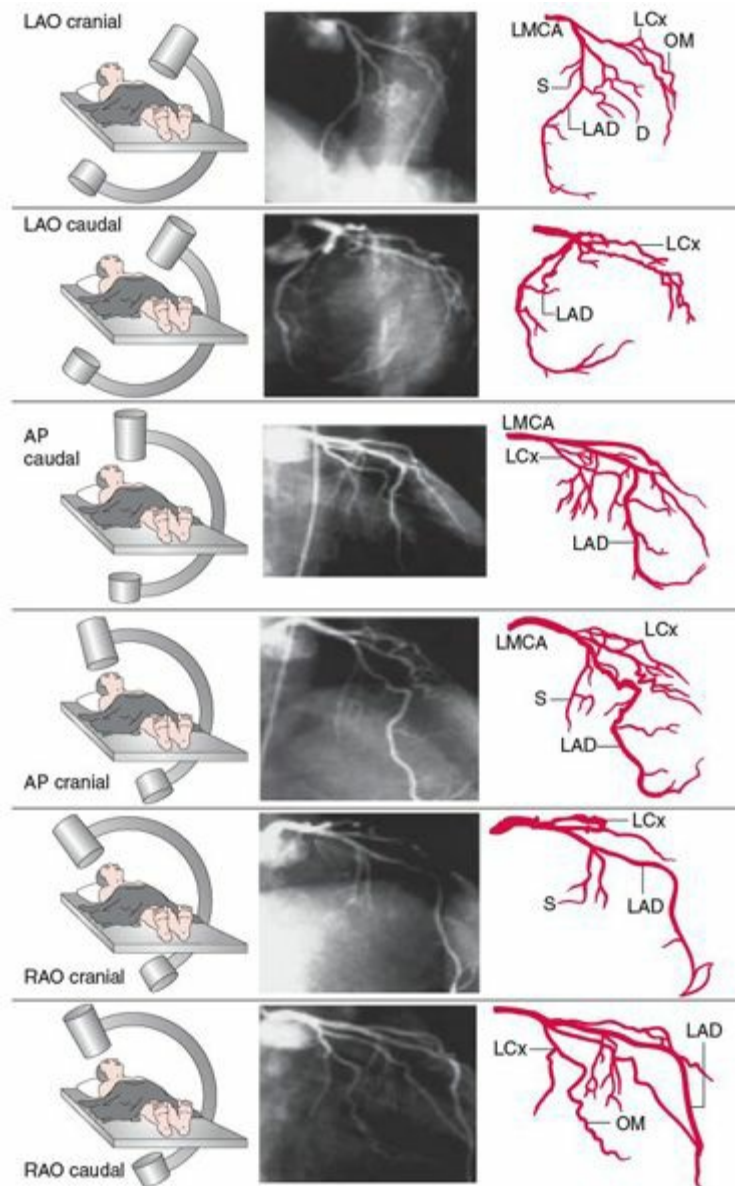 LAO cranial
LMCA
LCx
OM
S
LAD
D
LAO caudal
LCx
LAD
AP
caudal
LMCA
LCx
LAD
AP cranial
LMCA
LCx
S
LAD
RAO cranial
LCx
S
LAD
RAO caudal
LAD
LCx
OM